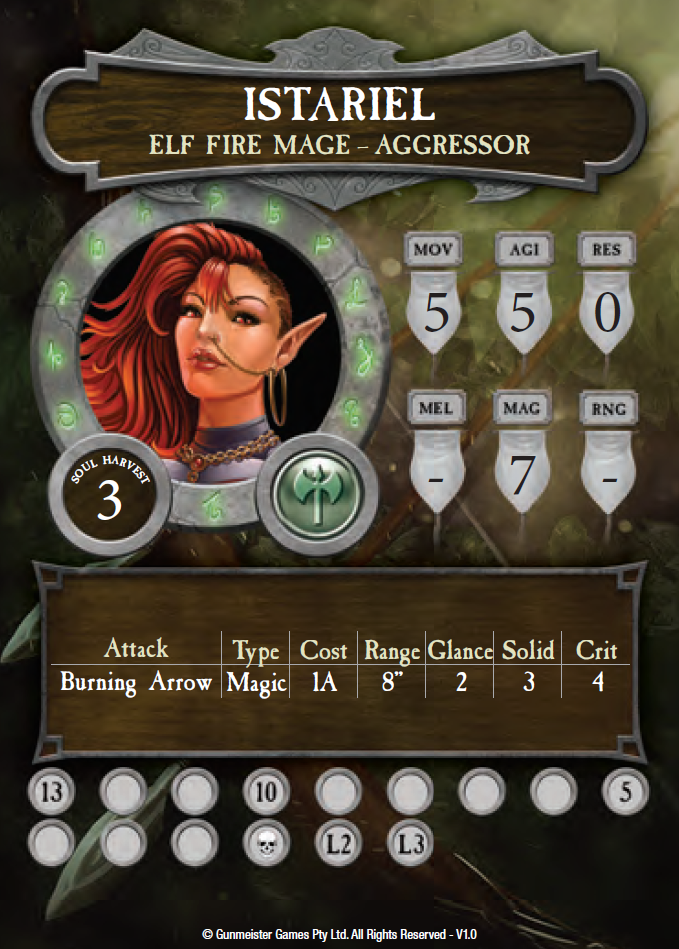 ISTARIEL
ELF FIRE MAGE – AGGRESSOR
MOV AGI RES
5 5 0
MEL MAG RNG
- 7 -
SOUL HARVEST
3
Attack Type Cost Range Glance Solid Crit
Burning Arrow Magic 1A 8” 2 3 4
13 10 5
L2 L3
© Gunmeister Games Pty Ltd. All Rights Reserved - V1.0